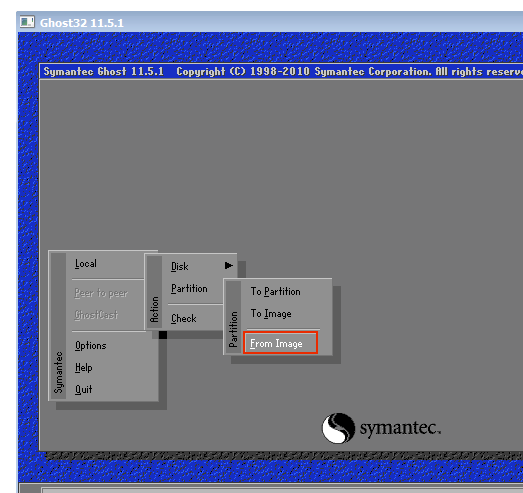 Ghost32 11.5.1
Symantec Ghost 11.5.1 Copyright (C) 1998-2010 Symantec Corporation. All rights reserve
Local
Peer to peer
GhostCast
Options
Help
Quit
Symantec
Disk
Partition
Check
Action
To Partition
To Image
From Image
Partition
symantec.